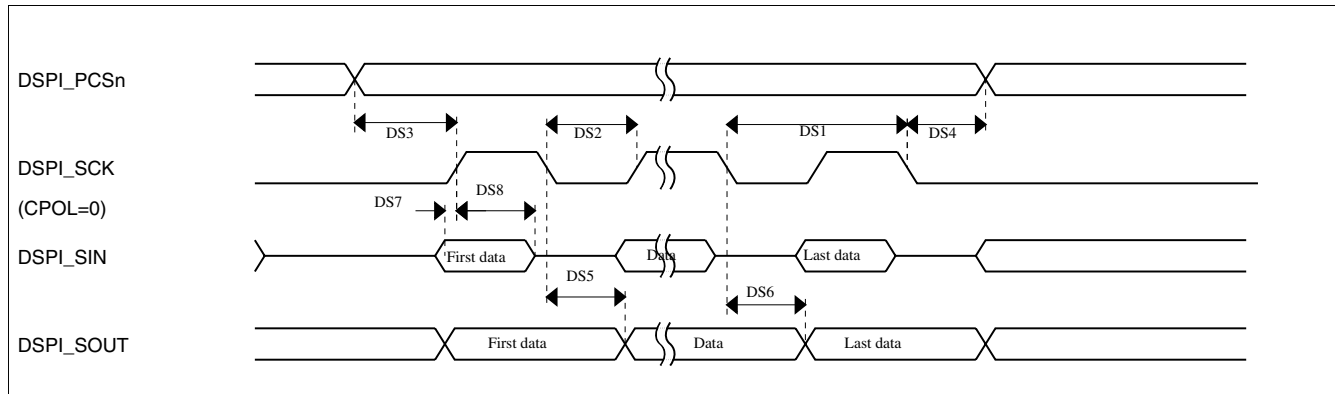 DSPI_PCSn
DS3
DS2
DS1
DS4
DSPI_SCK
(CPOL=0)
DS7
DS8
DSPI_SIN
First data
Data
Last data
DS5
DS6
DSPI_SOUT
First data
Data
Last data